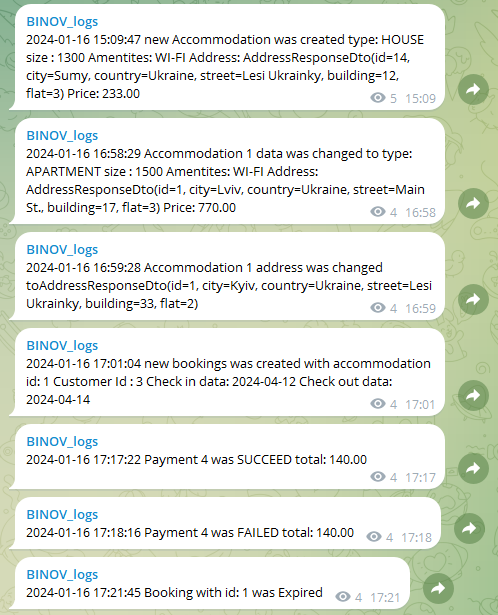 BINOV_logs
2024-01-16 15:09:47 new Accommodation was created type: HOUSE
size : 1300 Amentites: WI-FI Address: AddressResponseDto(id=14,
city=Sumy, country=Ukraine, street=Lesi Ukrainky, building=12,
flat=3) Price: 233.00
5 15:09
BINOV_logs
2024-01-16 16:58:29 Accommodation 1 data was changed to type:
APARTMENT size : 1500 Amentites: WI-FI Address:
AddressResponseDto(id=1, city=Lviv, country=Ukraine, street=Main
St., building=17, flat=3) Price: 770.00
4 16:58
BINOV_logs
2024-01-16 16:59:28 Accommodation 1 address was changed
toAddressResponseDto(id=1, city=Kyiv, country=Ukraine, street=Lesi
Ukrainky, building=33, flat=2)
4 16:59
BINOV_logs
2024-01-16 17:01:04 new bookings was created with accommodation
id: 1 Customer Id : 3 Check in data: 2024-04-12 Check out data:
2024-04-14
4 17:01
BINOV_logs
2024-01-16 17:17:22 Payment 4 was SUCCEED total: 140.00
4 17:17
BINOV_logs
2024-01-16 17:18:16 Payment 4 was FAILED total: 140.00
4 17:18
BINOV_logs
2024-01-16 17:21:45 Booking with id: 1 was Expired
4 17:21